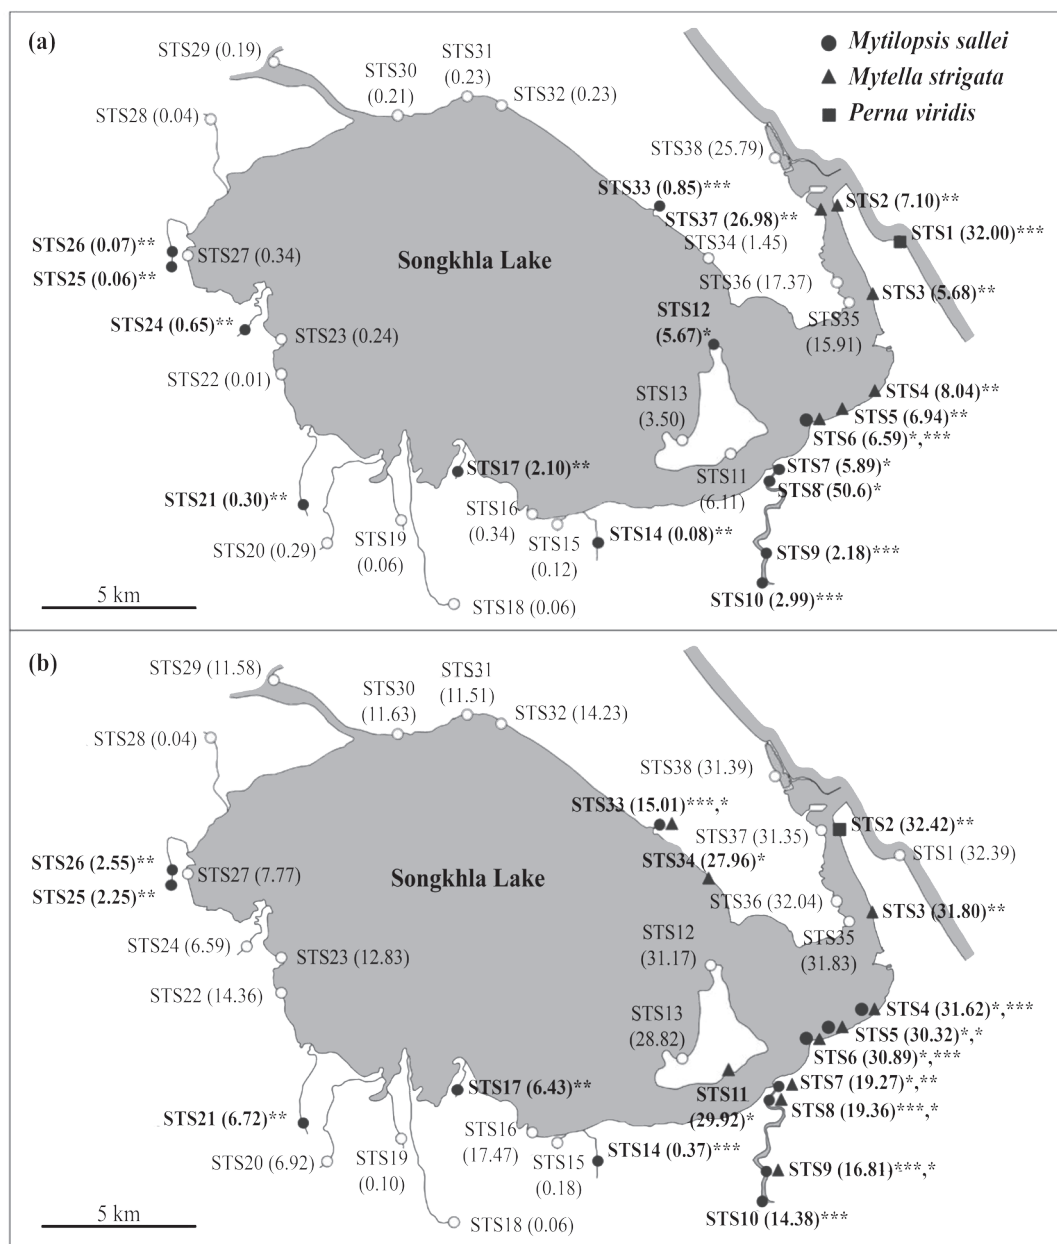 (a)
Mytilopsis sallei
Mytella strigata
Perna viridis
STS29 (0.19)
STS30
(0.21)
STS31
(0.23)
STS32 (0.23)
STS28 (0.04)
STS38 (25.79)
STS33 (0.85)***
STS37 (26.98)**
STS2 (7.10)**
STS1 (32.00)***
STS26 (0.07)**
STS27 (0.34)
STS25 (0.06)**
Songkhla Lake
STS34 (1.45)
STS36 (17.37)
STS3 (5.68)**
STS24 (0.65)**
STS23 (0.24)
STS12
(5.67)*
STS35
(15.91)
STS22 (0.01)
STS13
(3.50)
STS4 (8.04)**
STS5 (6.94)**
STS6 (6.59)*,***
STS17 (2.10)**
STS11
(6.11)
STS7 (5.89)*
STS8 (50.6)*
STS21 (0.30)**
STS16
(0.34)
STS15
(0.12)
STS14 (0.08)**
STS20 (0.29)
STS19
(0.06)
STS9 (2.18)***
STS18 (0.06)
STS10 (2.99)***
5 km
(b)
STS29 (11.58)
STS30
(11.63)
STS31
(11.51)
STS32 (14.23)
STS28 (0.04)
STS38 (31.39)
STS33 (15.01)***,*
STS37 (31.35)
STS2 (32.42)**
STS1 (32.39)
STS26 (2.55)**
STS27 (7.77)
STS25 (2.25)**
Songkhla Lake
STS34 (27.96)*
STS36 (32.04)
STS3 (31.80)**
STS24 (6.59)
STS23 (12.83)
STS12
(31.17)
STS35
(31.83)
STS22 (14.36)
STS13
(28.82)
STS4 (31.62)*,***
STS5 (30.32)*,*
STS6 (30.89)*,***
STS17 (6.43)**
STS11
(29.92)*
STS7 (19.27)*,**
STS8 (19.36)***,*
STS21 (6.72)**
STS16
(17.47)
STS15
(0.18)
STS14 (0.37)***
STS20 (6.92)
STS19
(0.10)
STS9 (16.81)***,*
STS18 (0.06)
STS10 (14.38)***
5 km